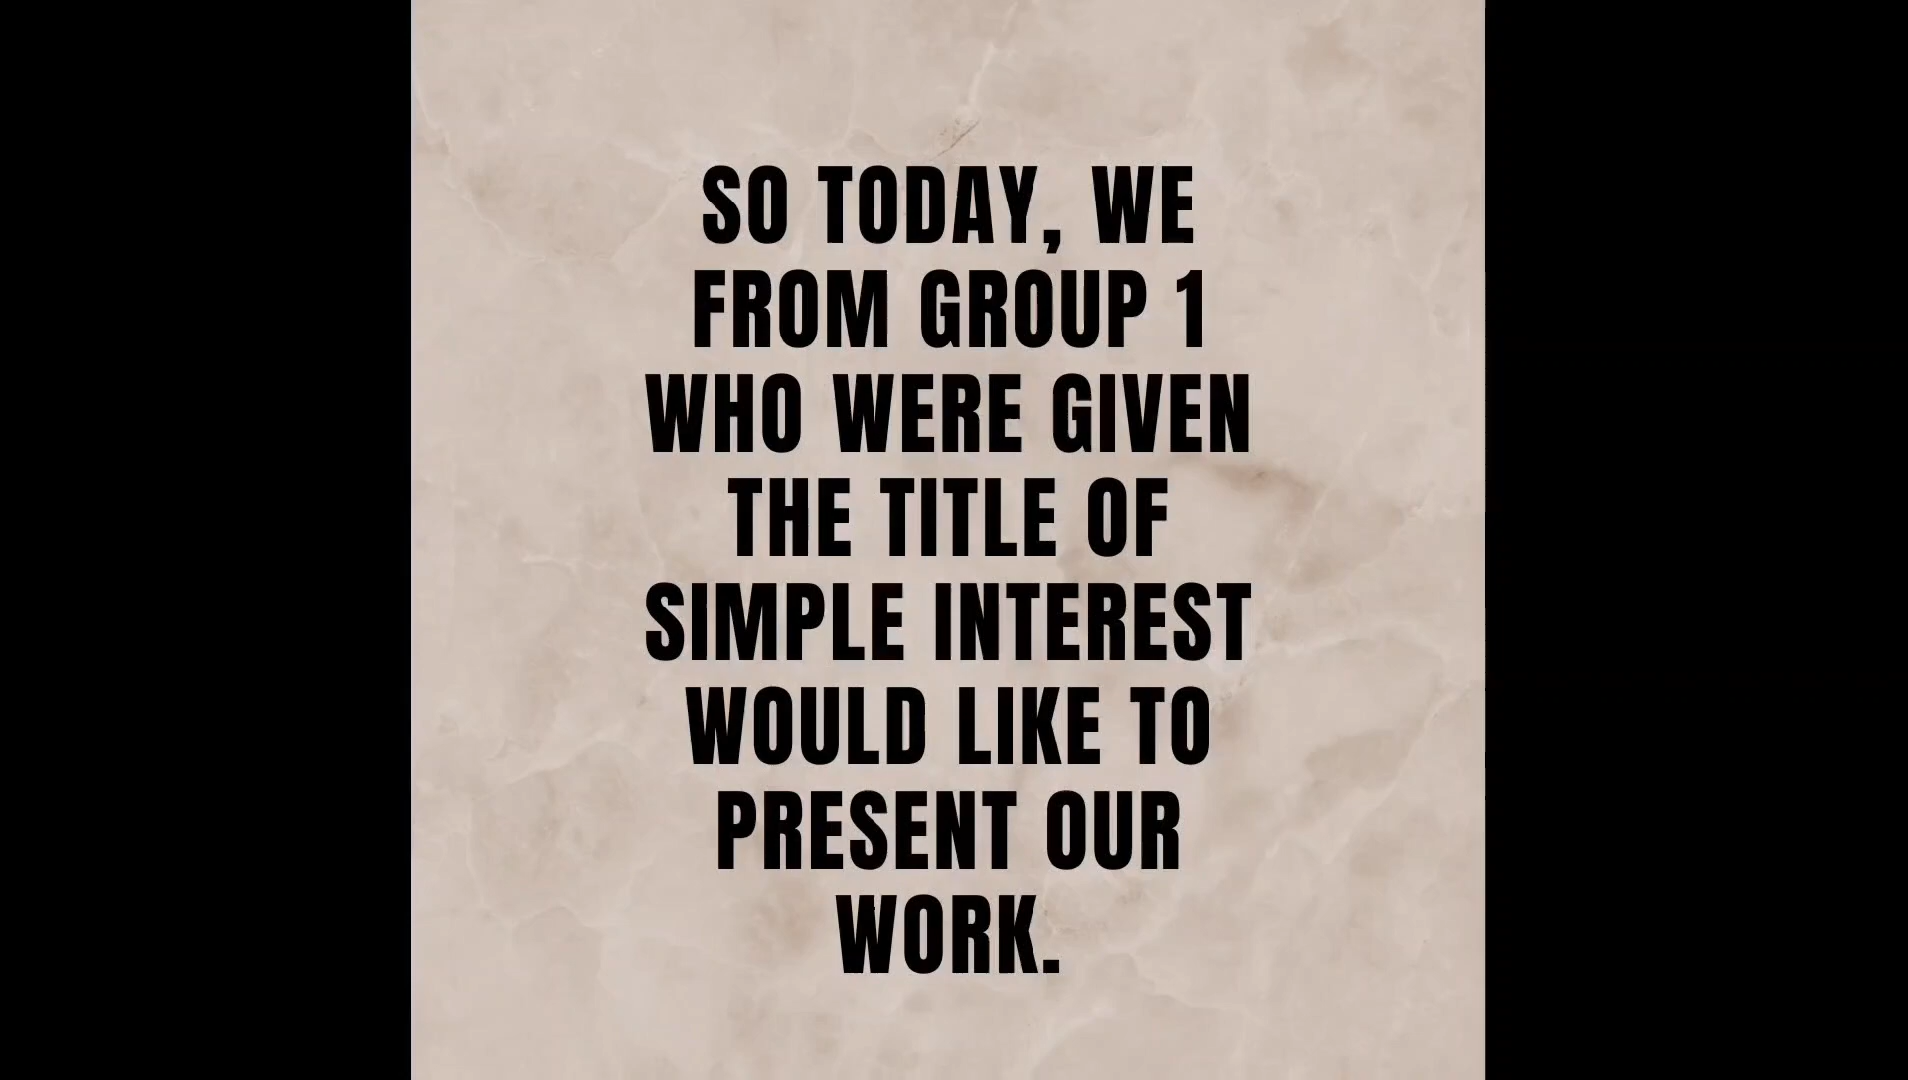 SO TODAY, WE
FROM GROUP 1
WHO WERE GIVEN
THE TITLE OF
SIMPLE INTEREST
WOULD LIKE TO
PRESENT OUR
WORK.